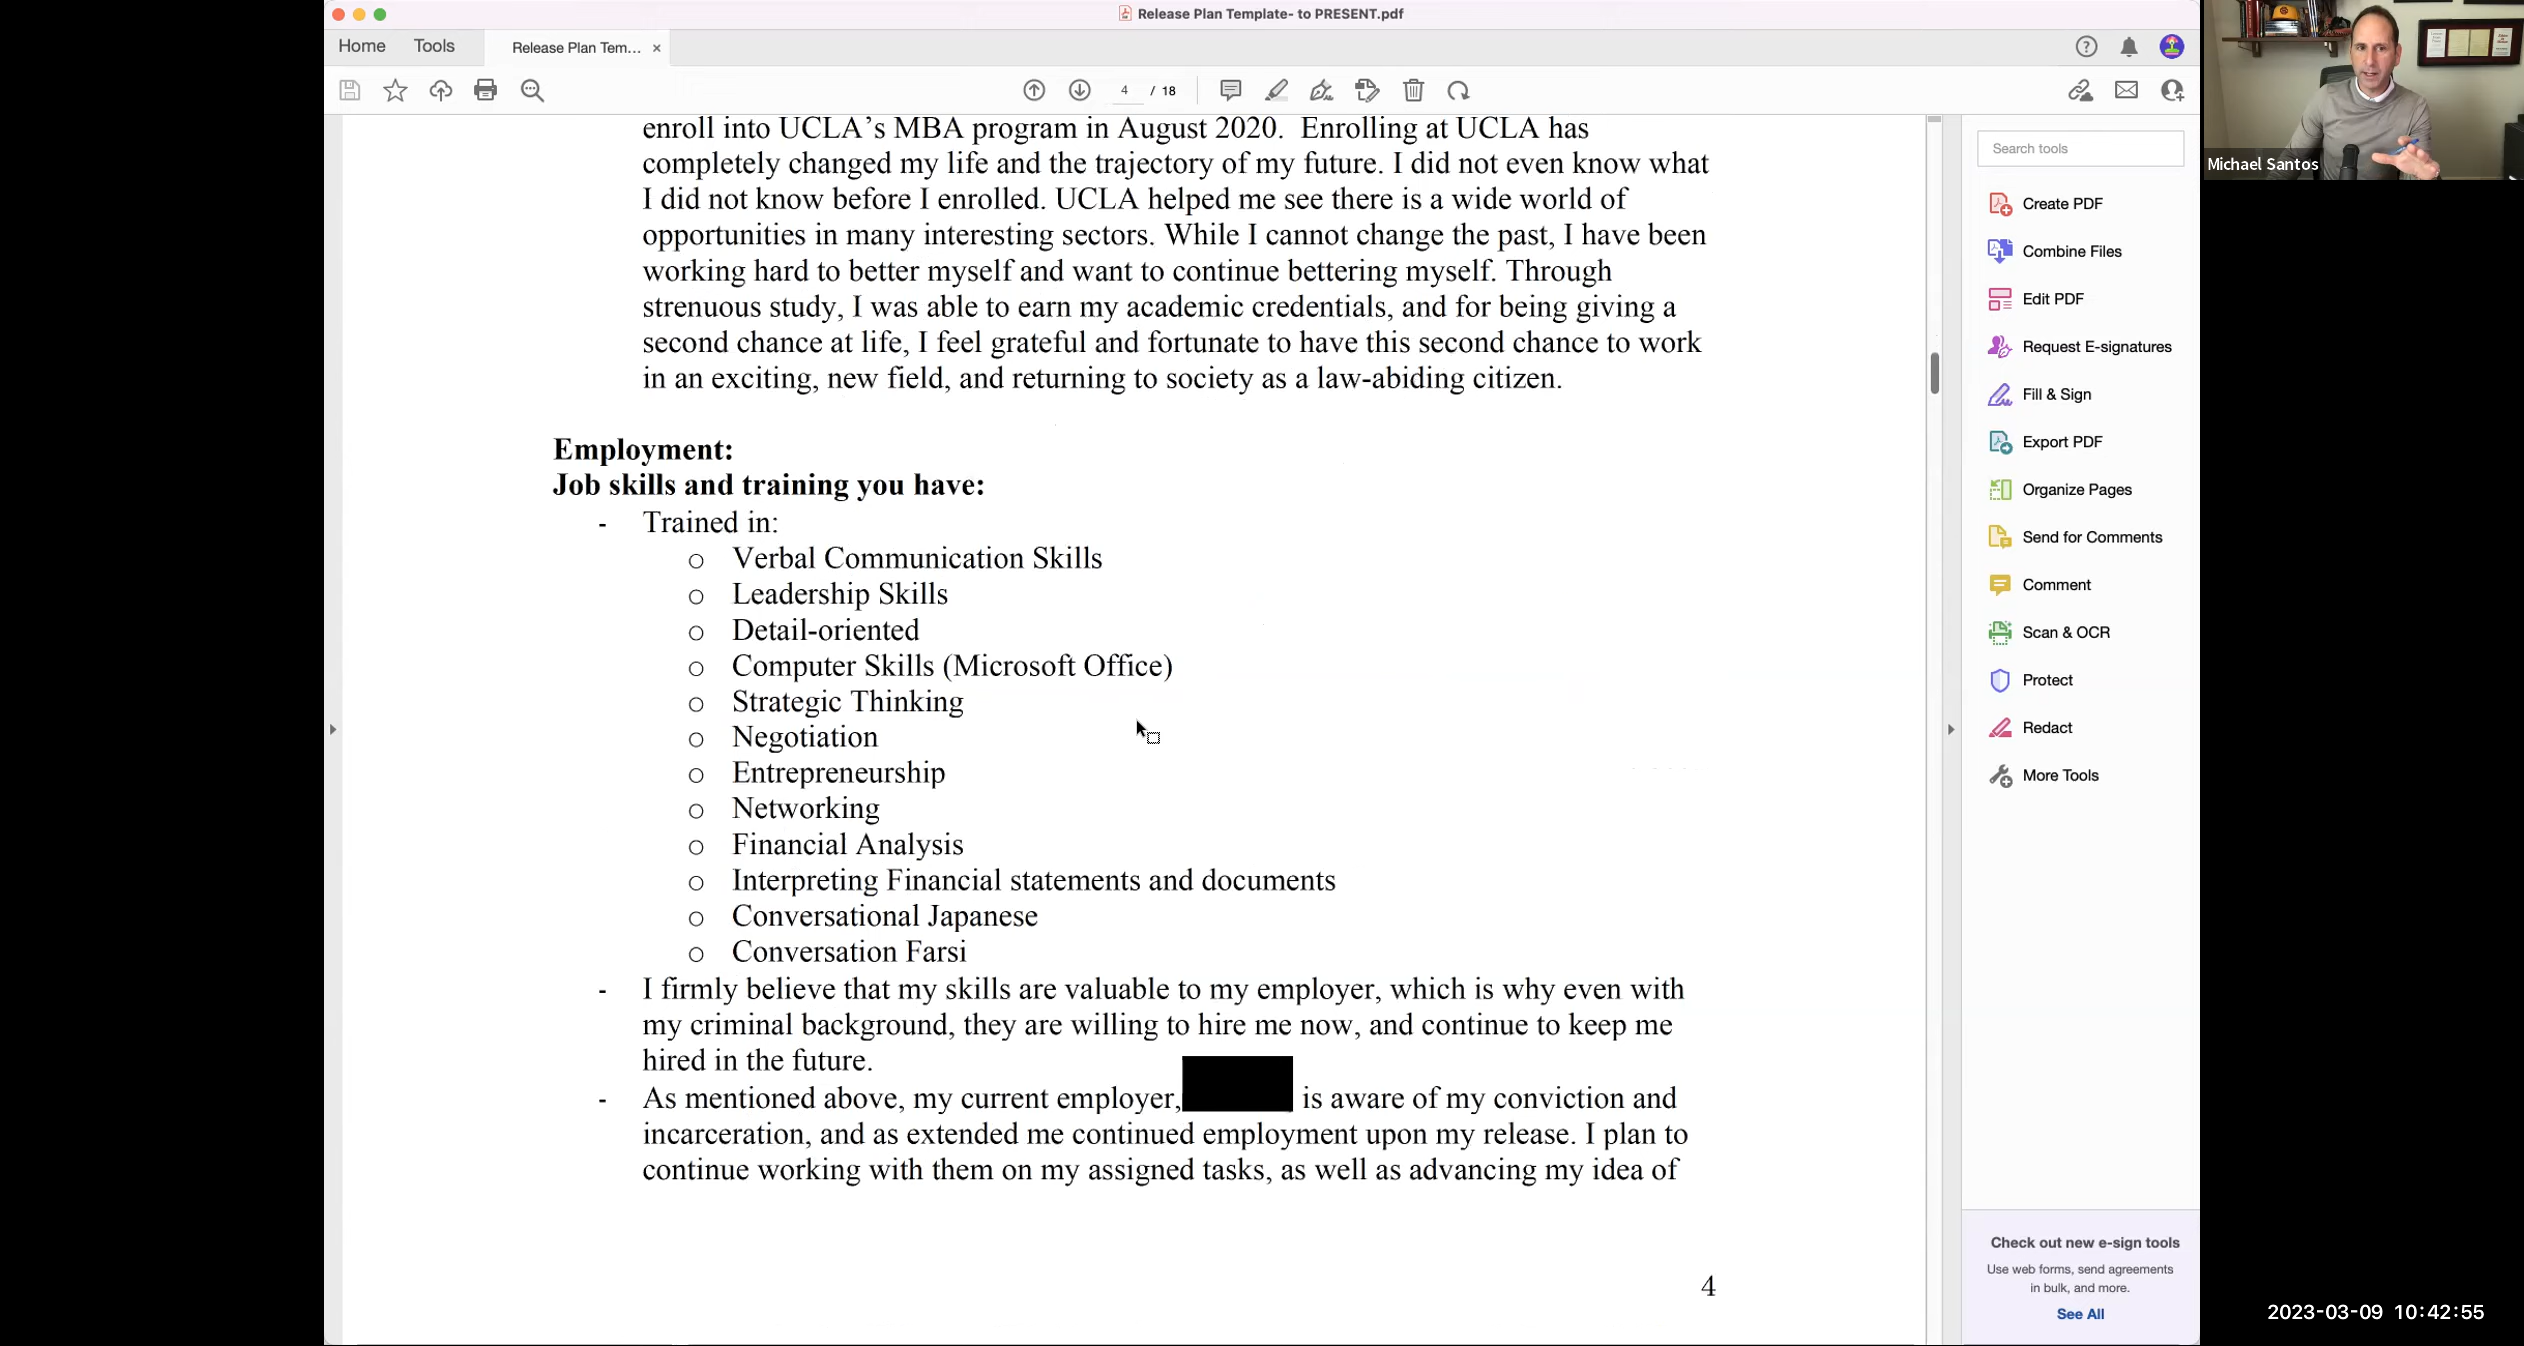 Release Plan Template- to PRESENT.pdf
Home Tools Release Plan Tem... ×
4 / 18
Michael Santos
enroll into UCLA’s MBA program in August 2020. Enrolling at UCLA has
completely changed my life and the trajectory of my future. I did not even know what
I did not know before I enrolled. UCLA helped me see there is a wide world of
opportunities in many interesting sectors. While I cannot change the past, I have been
working hard to better myself and want to continue bettering myself. Through
strenuous study, I was able to earn my academic credentials, and for being giving a
second chance at life, I feel grateful and fortunate to have this second chance to work
in an exciting, new field, and returning to society as a law-abiding citizen.
Employment:
Job skills and training you have:
- Trained in:
o Verbal Communication Skills
o Leadership Skills
o Detail-oriented
o Computer Skills (Microsoft Office)
o Strategic Thinking
o Negotiation
o Entrepreneurship
o Networking
o Financial Analysis
o Interpreting Financial statements and documents
o Conversational Japanese
o Conversation Farsi
- I firmly believe that my skills are valuable to my employer, which is why even with
my criminal background, they are willing to hire me now, and continue to keep me
hired in the future.
- As mentioned above, my current employer, is aware of my conviction and
incarceration, and as extended me continued employment upon my release. I plan to
continue working with them on my assigned tasks, as well as advancing my idea of
4
Search tools
Create PDF
Combine Files
Edit PDF
Request E-signatures
Fill & Sign
Export PDF
Organize Pages
Send for Comments
Comment
Scan & OCR
Protect
Redact
More Tools
Check out new e-sign tools
Use web forms, send agreements
in bulk, and more.
See All
2023-03-09 10:42:55